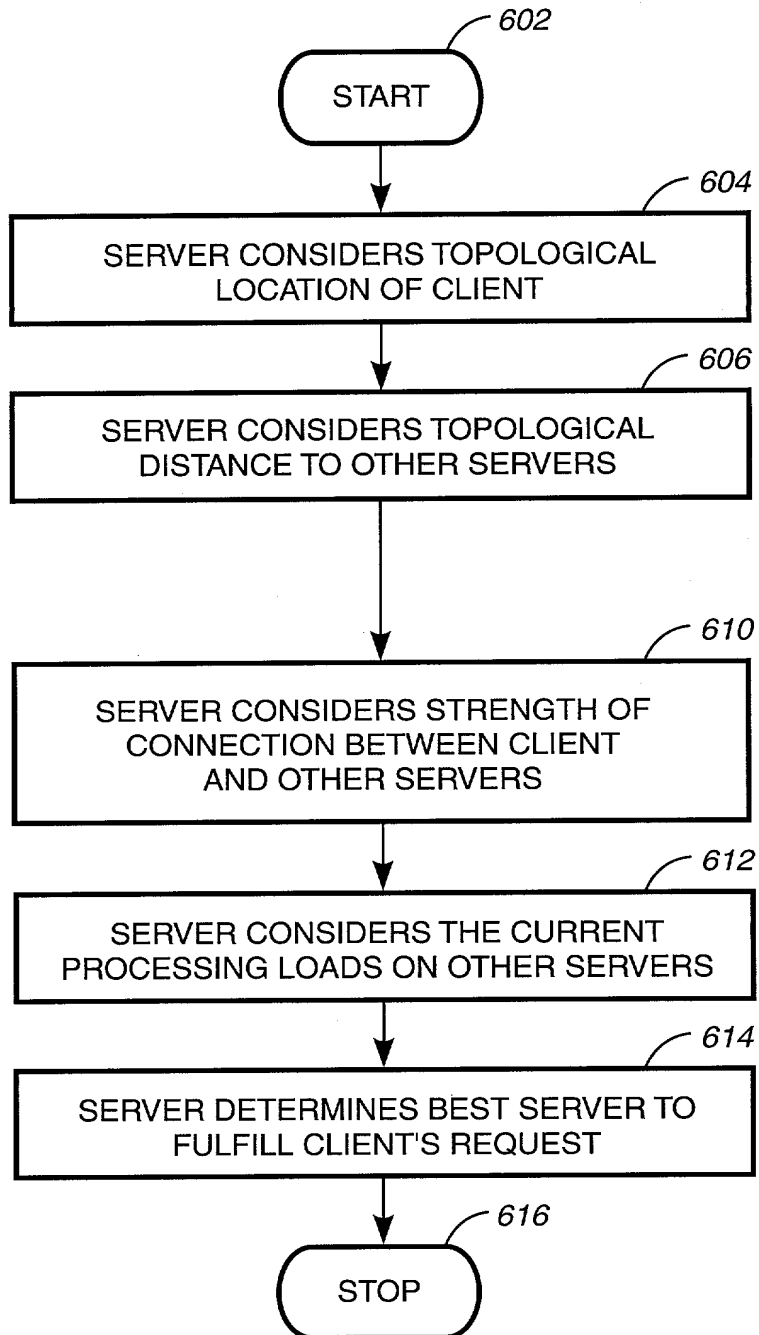 602
START
604
SERVER CONSIDERS TOPOLOGICAL
LOCATION OF CLIENT
606
SERVER CONSIDERS TOPOLOGICAL
DISTANCE TO OTHER SERVERS
610
SERVER CONSIDERS STRENGTH OF
CONNECTION BETWEEN CLIENT
AND OTHER SERVERS
612
SERVER CONSIDERS THE CURRENT
PROCESSING LOADS ON OTHER SERVERS
614
SERVER DETERMINES BEST SERVER TO
FULFILL CLIENT'S REQUEST
616
STOP